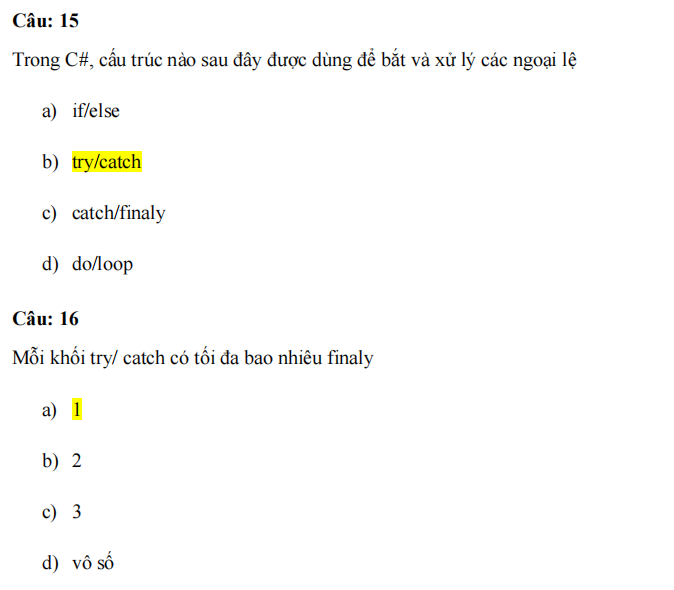 Câu: 15
Trong C#, cấu trúc nào sau đây được dùng để bắt và xử lý các ngoại lệ
a) if/else
b) try/catch
c) catch/finaly
d) do/loop
Câu: 16
Mỗi khối try/ catch có tối đa bao nhiêu finaly
a) 1
b) 2
c) 3
d) vô số